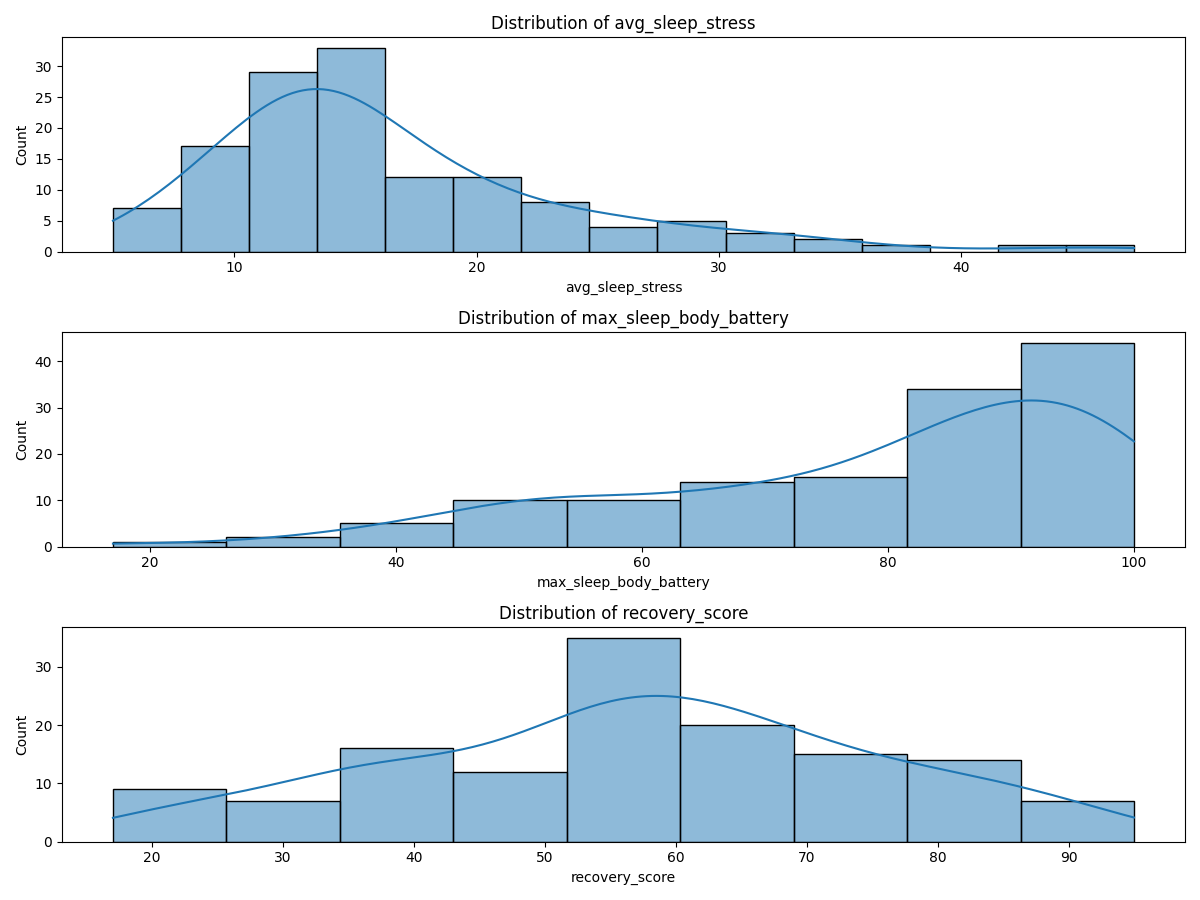 Distribution of avg_sleep_stress
30
25
20
15
10
5
0
Count
10 20 30 40
avg_sleep_stress
Distribution of max_sleep_body_battery
40
30
20
10
0
Count
20 40 60 80 100
max_sleep_body_battery
Distribution of recovery_score
30
20
10
0
Count
20 30 40 50 60 70 80 90
recovery_score